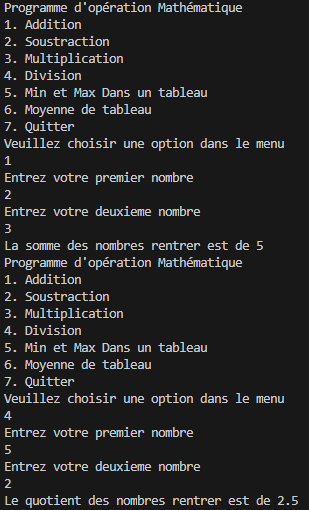 Programme d'opération Mathématique
1. Addition
2. Soustraction
3. Multiplication
4. Division
5. Min et Max Dans un tableau
6. Moyenne de tableau
7. Quitter
Veuillez choisir une option dans le menu
1
Entrez votre premier nombre
2
Entrez votre deuxieme nombre
3
La somme des nombres rentrer est de 5
Programme d'opération Mathématique
1. Addition
2. Soustraction
3. Multiplication
4. Division
5. Min et Max Dans un tableau
6. Moyenne de tableau
7. Quitter
Veuillez choisir une option dans le menu
4
Entrez votre premier nombre
5
Entrez votre deuxieme nombre
2
Le quotient des nombres rentrer est de 2.5